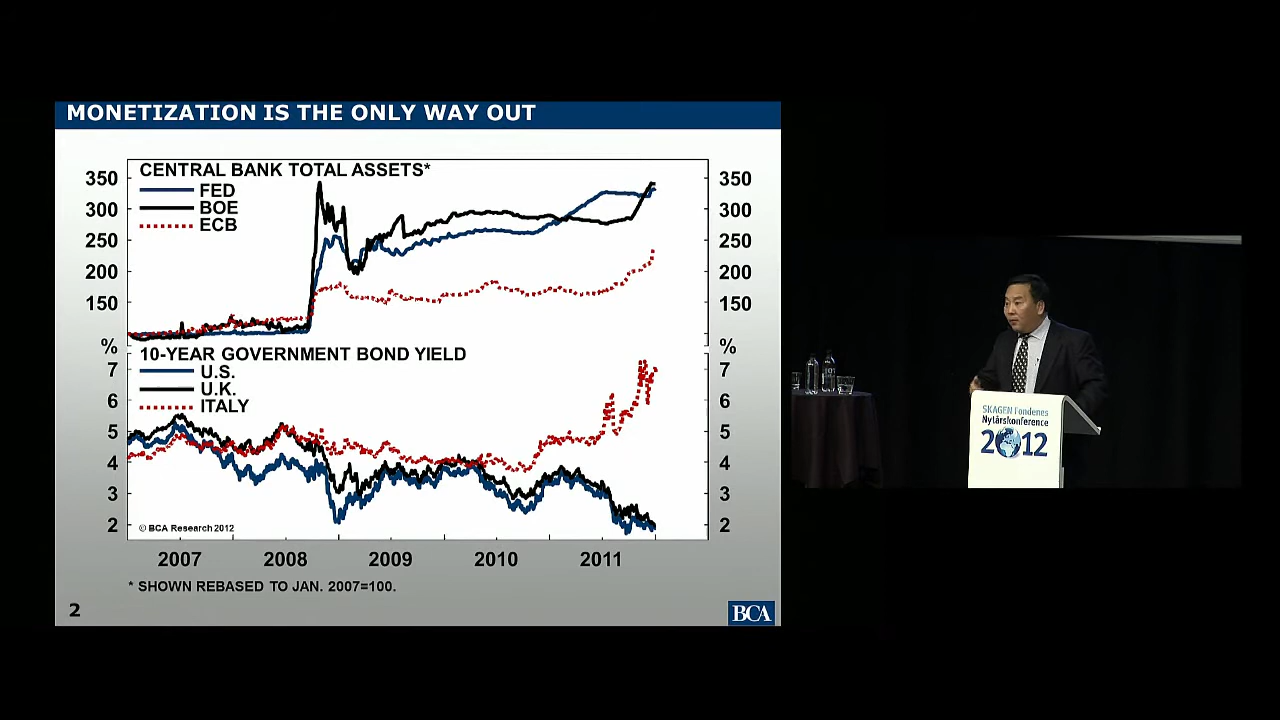 MONETIZATION IS THE ONLY WAY OUT
CENTRAL BANK TOTAL ASSETS*
FED
BOE
ECB
350
300
250
200
150
350
300
250
200
150
%
%
10-YEAR GOVERNMENT BOND YIELD
U.S.
U.K.
ITALY
7
6
5
4
3
2
7
6
5
4
3
2
© BCA Research 2012
2007 2008 2009 2010 2011
* SHOWN REBASED TO JAN. 2007=100.
2
BCA
SKAGEN Fondenes
Nytårskonference
2012